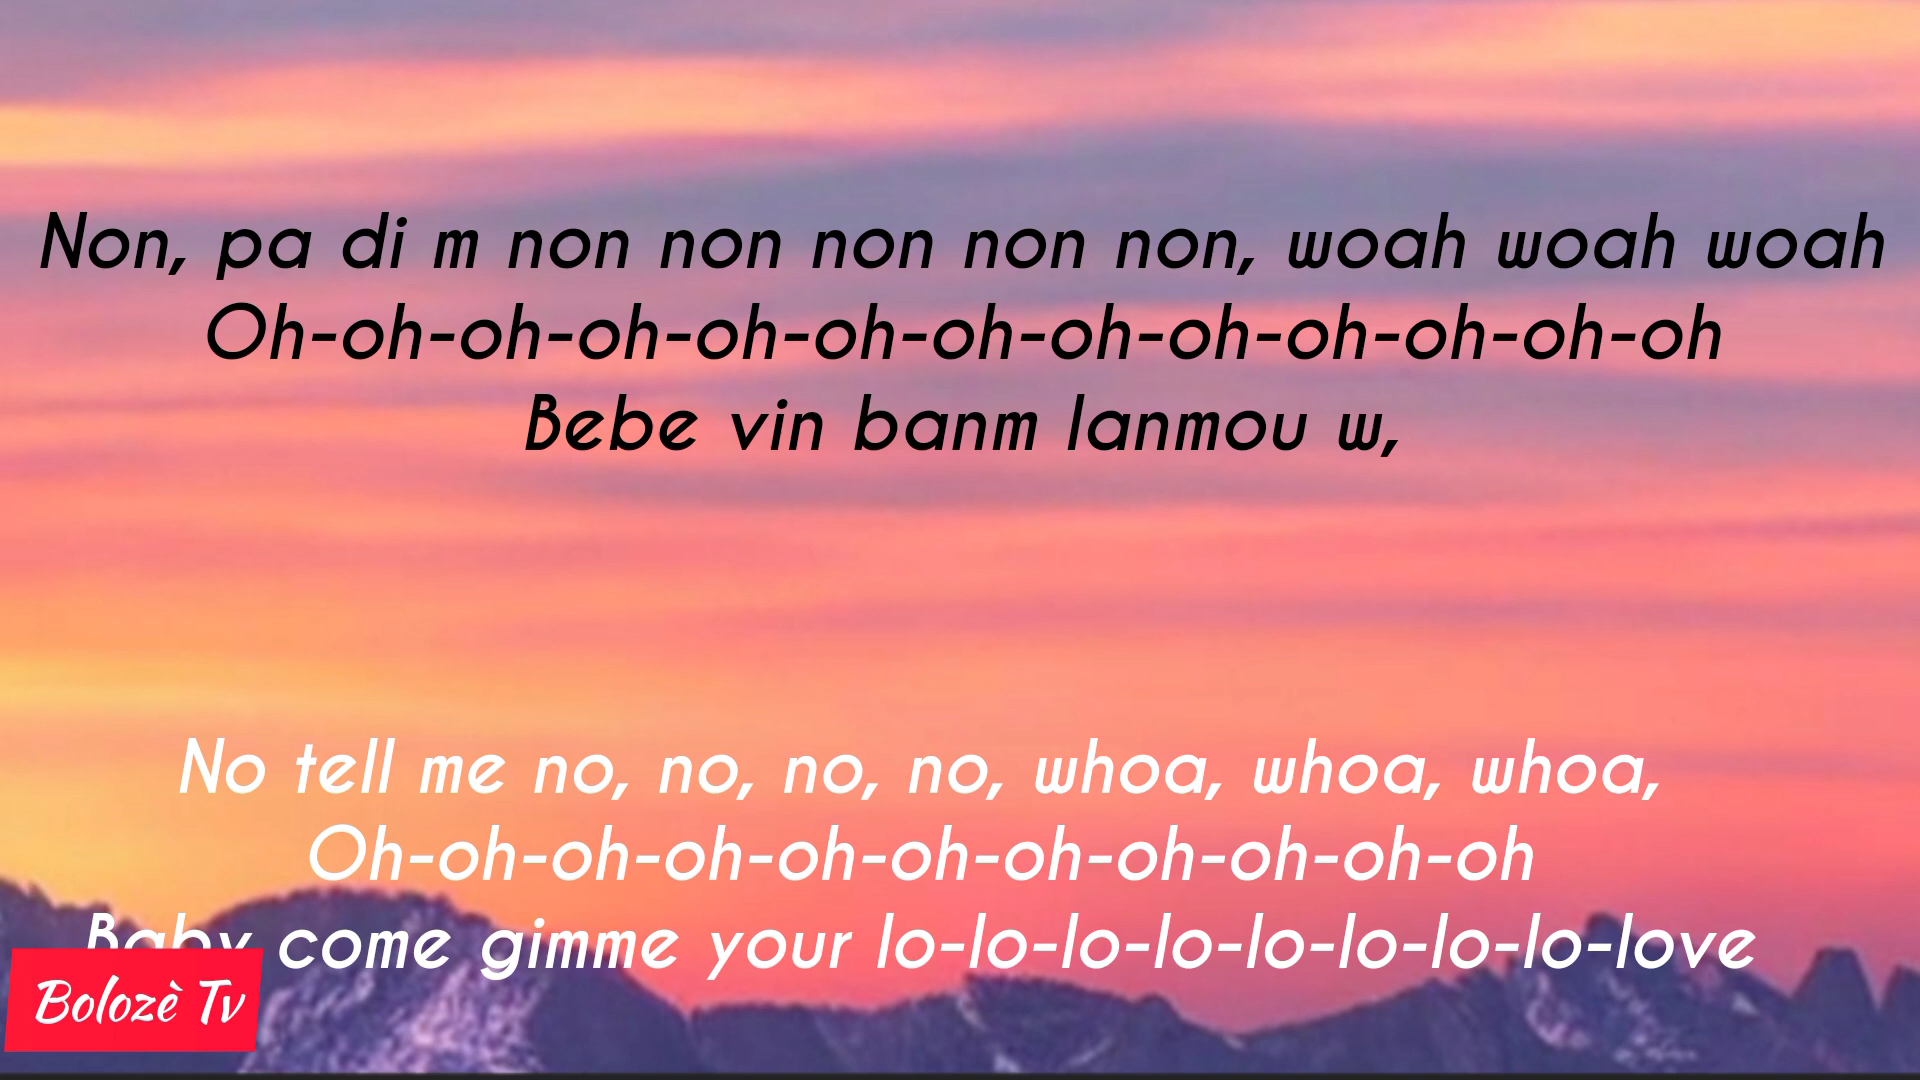 Non, pa di m non non non non non, woah woah woah
Oh-oh-oh-oh-oh-oh-oh-oh-oh-oh-oh-oh-oh
Bebe vin banm lanmou w,
No tell me no, no, no, no, whoa, whoa, whoa,
Oh-oh-oh-oh-oh-oh-oh-oh-oh-oh-oh
Baby come gimme your lo-lo-lo-lo-lo-lo-lo-lo-love
Bolozè Tv